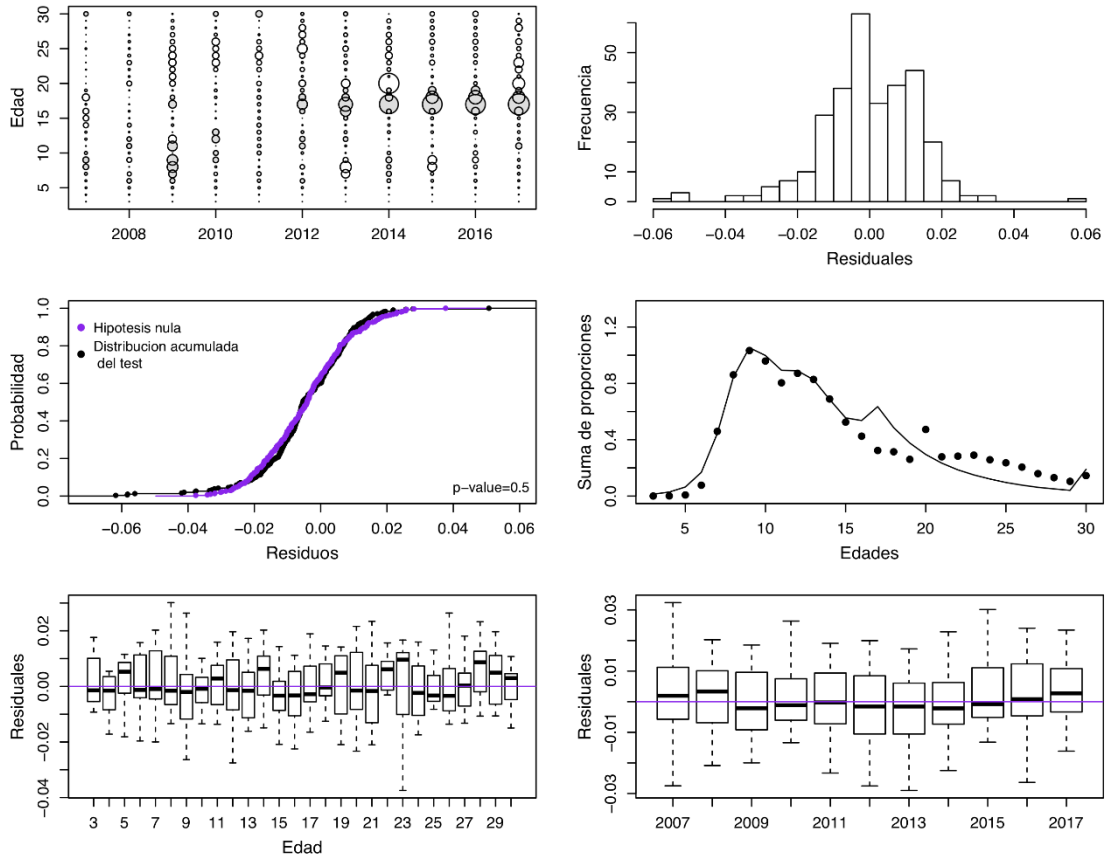 Edad
30
25
20
15
10
5
2008 2010 2012 2014 2016
Frecuencia
50
30
10
0
−0.06 −0.04 −0.02 0.00 0.02 0.04 0.06
Residuales
Probabilidad
1.0
0.8
0.6
0.4
0.2
0.0
Hipotesis nula
Distribucion acumulada
del test
p−value=0.5
−0.06 −0.04 −0.02 0.00 0.02 0.04 0.06
Residuos
Suma de proporciones
1.2
0.8
0.4
0.0
5 10 15 20 25 30
Edades
Residuales
0.02
0.00
−0.02
−0.04
3 5 7 9 11 13 15 17 19 21 23 25 27 29
Edad
Residuales
0.03
0.01
−0.01
−0.03
2007 2009 2011 2013 2015 2017